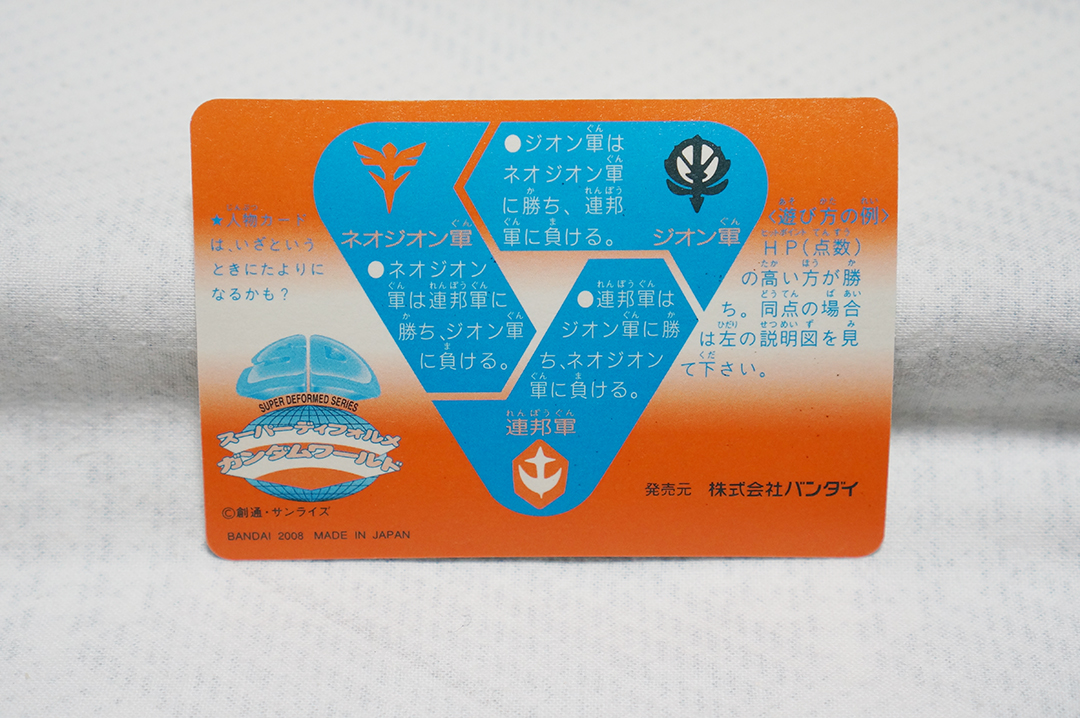 ★人物カード
は、いざという
ときにたよりに
なるかも？
ネオジオン軍
●ネオジオン
軍は連邦軍に
勝ち、ジオン軍
に負ける。
●ジオン軍は
ネオジオン軍
に勝ち、連邦
軍に負ける。
ジオン軍
●連邦軍は
ジオン軍に勝
ち、ネオジオン
軍に負ける。
連邦軍
〈遊び方の例〉
H.P(点数)
の高い方が勝
ち。同点の場合
は左の説明図を見
て下さい。
SUPER DEFORMED SERIES
スーパーディフォルメ
ガンダムワールド
©創通・サンライズ
BANDAI 2008 MADE IN JAPAN
発売元 株式会社バンダイ